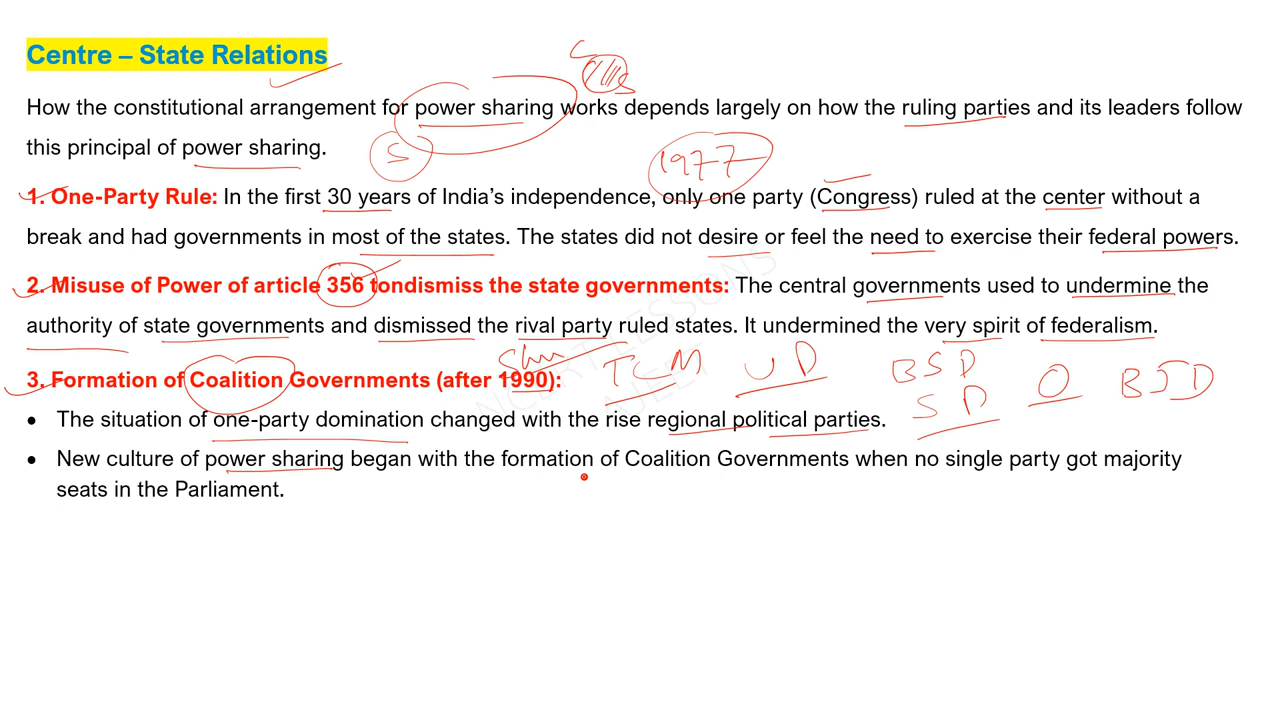 Centre – State Relations
How the constitutional arrangement for power sharing works depends largely on how the ruling parties and its leaders follow
this principal of power sharing.
S
1977
1. One-Party Rule: In the first 30 years of India's independence, only one party (Congress) ruled at the center without a
break and had governments in most of the states. The states did not desire or feel the need to exercise their federal powers.
2. Misuse of Power of article 356 tondismiss the state governments: The central governments used to undermine the
authority of state governments and dismissed the rival party ruled states. It undermined the very spirit of federalism.
TCM UP BSP O BJD
SP
3. Formation of Coalition Governments (after 1990):
• The situation of one-party domination changed with the rise regional political parties.
• New culture of power sharing began with the formation of Coalition Governments when no single party got majority
seats in the Parliament.
NCERT LESSONS